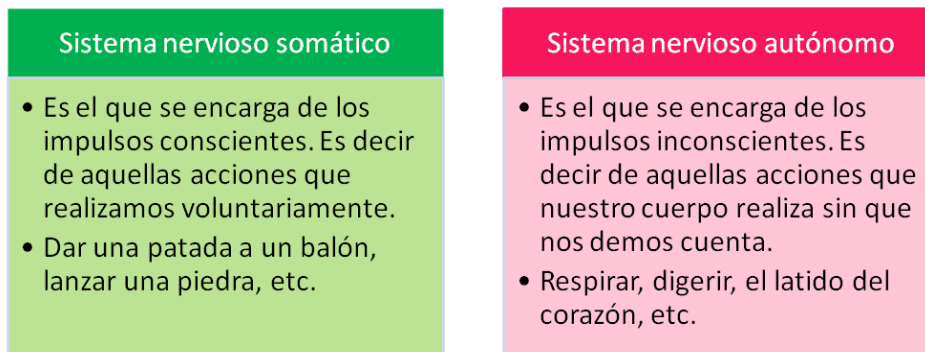 Sistema nervioso somático
• Es el que se encarga de los
impulsos conscientes. Es decir
de aquellas acciones que
realizamos voluntariamente.
• Dar una patada a un balón,
lanzar una piedra, etc.
Sistema nervioso autónomo
• Es el que se encarga de los
impulsos inconscientes. Es
decir de aquellas acciones que
nuestro cuerpo realiza sin que
nos demos cuenta.
• Respirar, digerir, el latido del
corazón, etc.